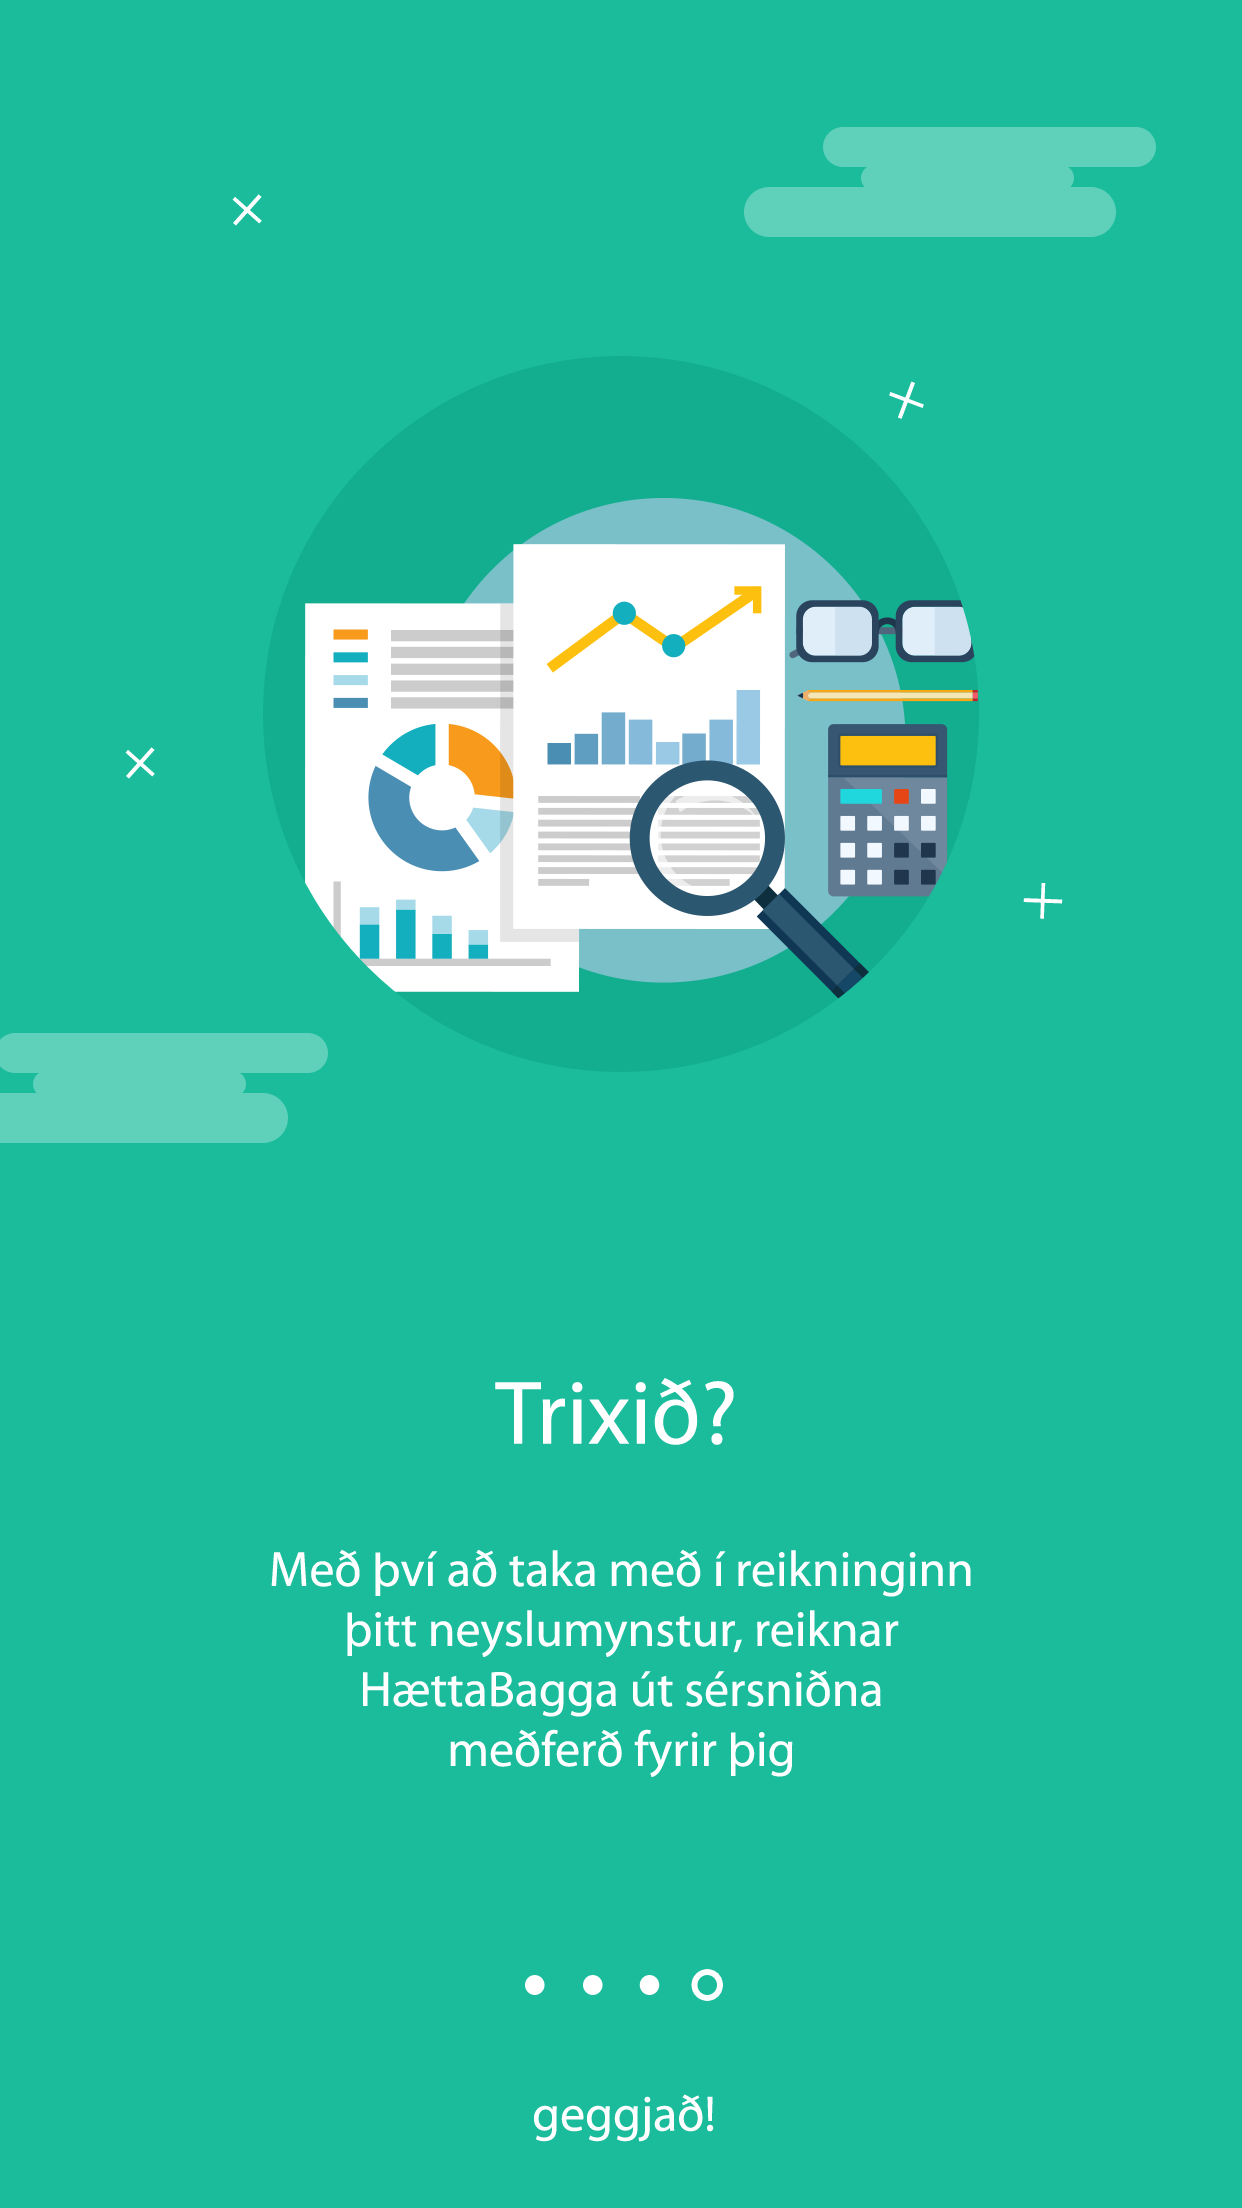 Trixið?
Með því að taka með í reikninginn
þitt neyslumynstur, reiknar
HættaBagga út sérsniðna
meðferð fyrir þig
geggjað!